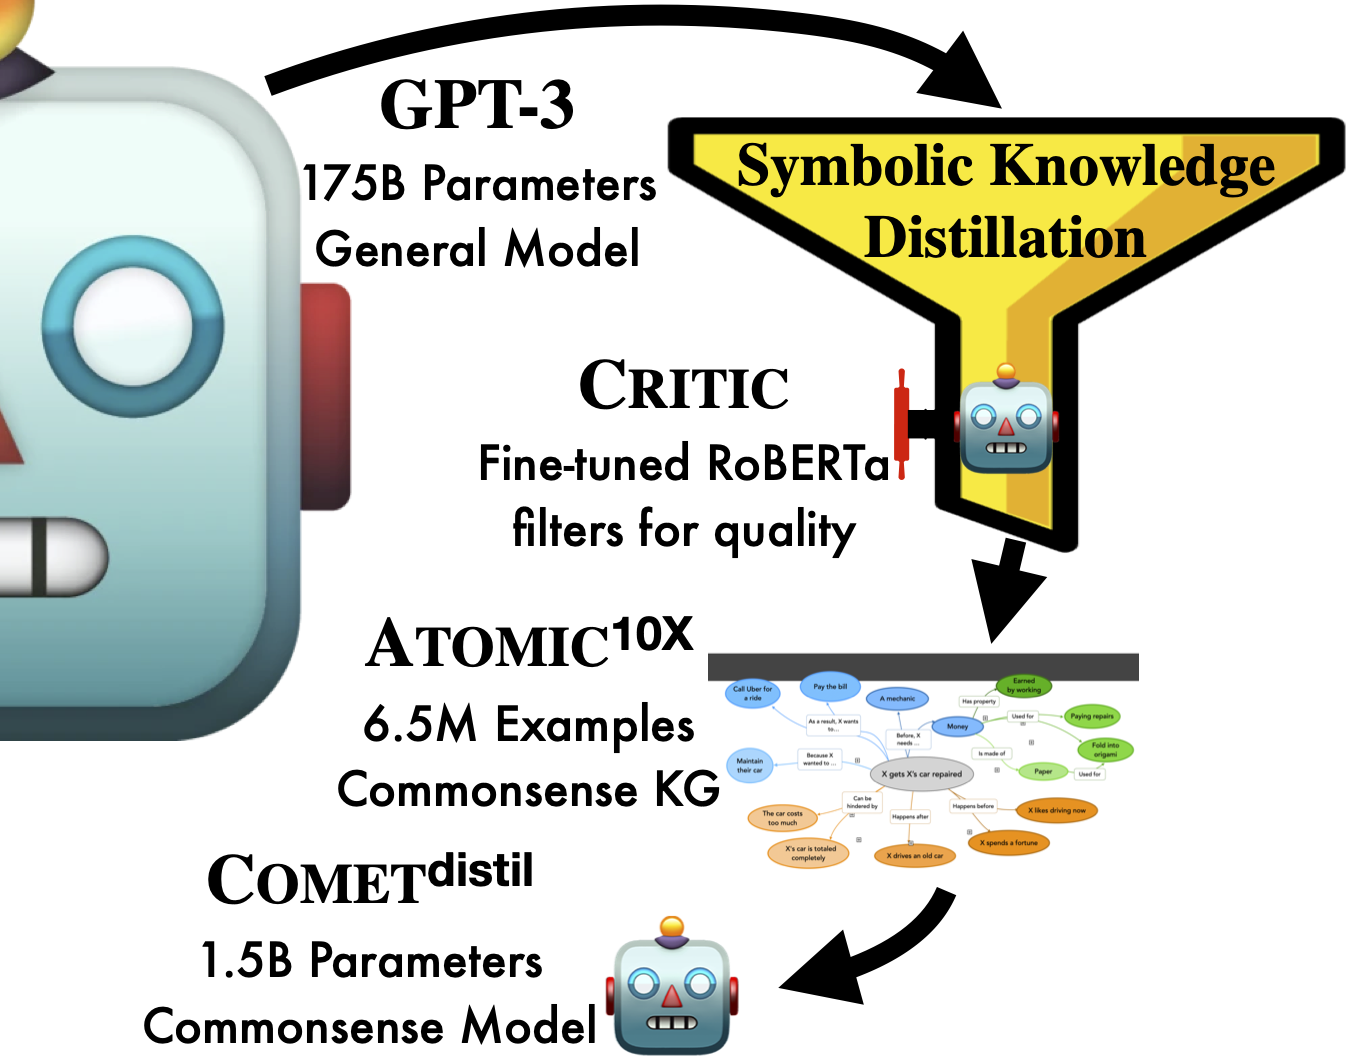 GPT-3
175B Parameters
General Model
Symbolic Knowledge
Distillation
CRITIC
Fine-tuned RoBERTa
filters for quality
ATOMIC10X
6.5M Examples
Commonsense KG
Call Uber for
a ride
Pay the bill
A mechanic
Earned
by working
Has property
As a result, X wants
to...
Before, X
needs ...
Money
Used for
Paying repairs
Maintain
their car
Because X
wanted to ...
Is made of
Fold into
origami
X gets X's car repaired
Paper
Used for
The car costs
too much
Can be
hindered by
Happens after
Happens before
X likes driving now
X's car is totaled
completely
X drives an old car
X spends a fortune
COMETdistil
1.5B Parameters
Commonsense Model